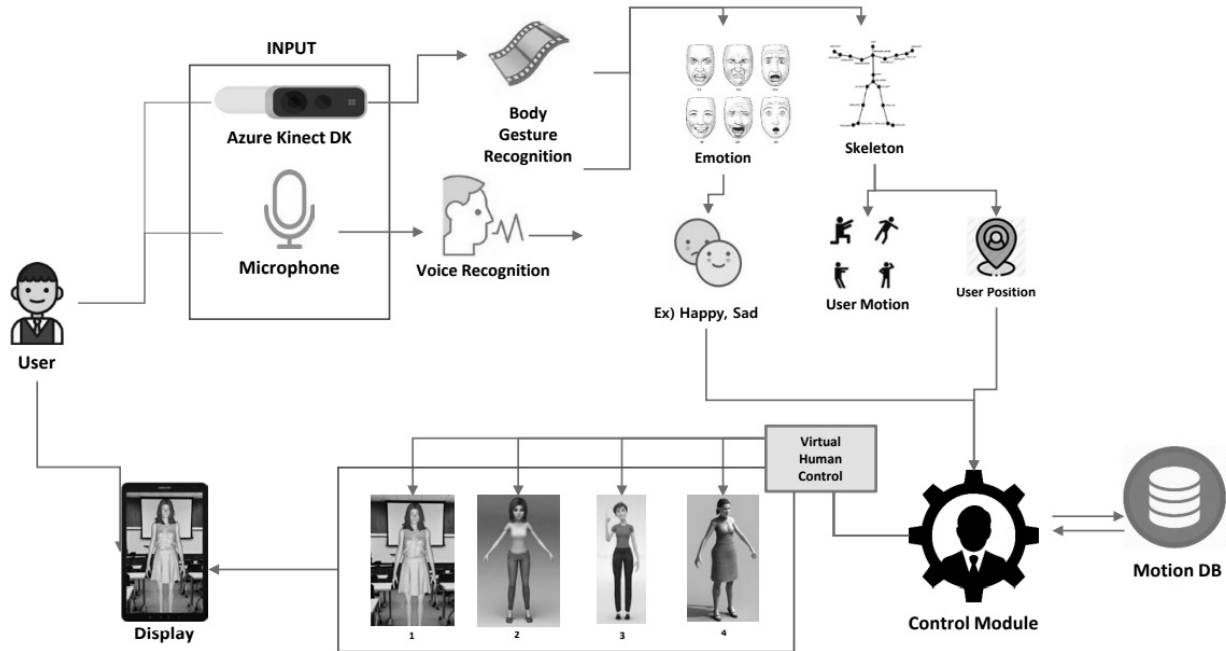 INPUT
Azure Kinect DK
Microphone
User
Body
Gesture
Recognition
Voice Recognition
Emotion
Skeleton
Ex) Happy, Sad
User Motion
User Position
Virtual
Human
Control
Control Module
Motion DB
Display
1
2
3
4